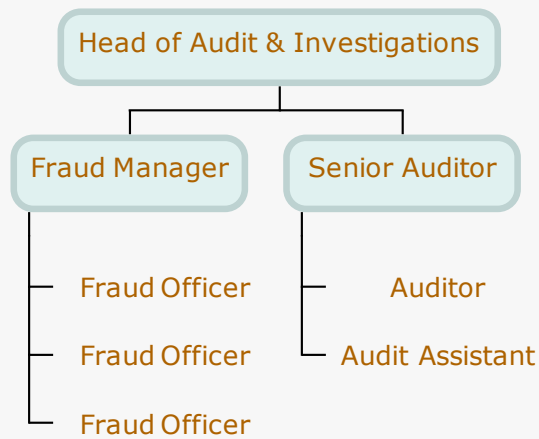 Head of Audit & Investigations
Fraud Manager
Senior Auditor
Fraud Officer
Auditor
Fraud Officer
Audit Assistant
Fraud Officer